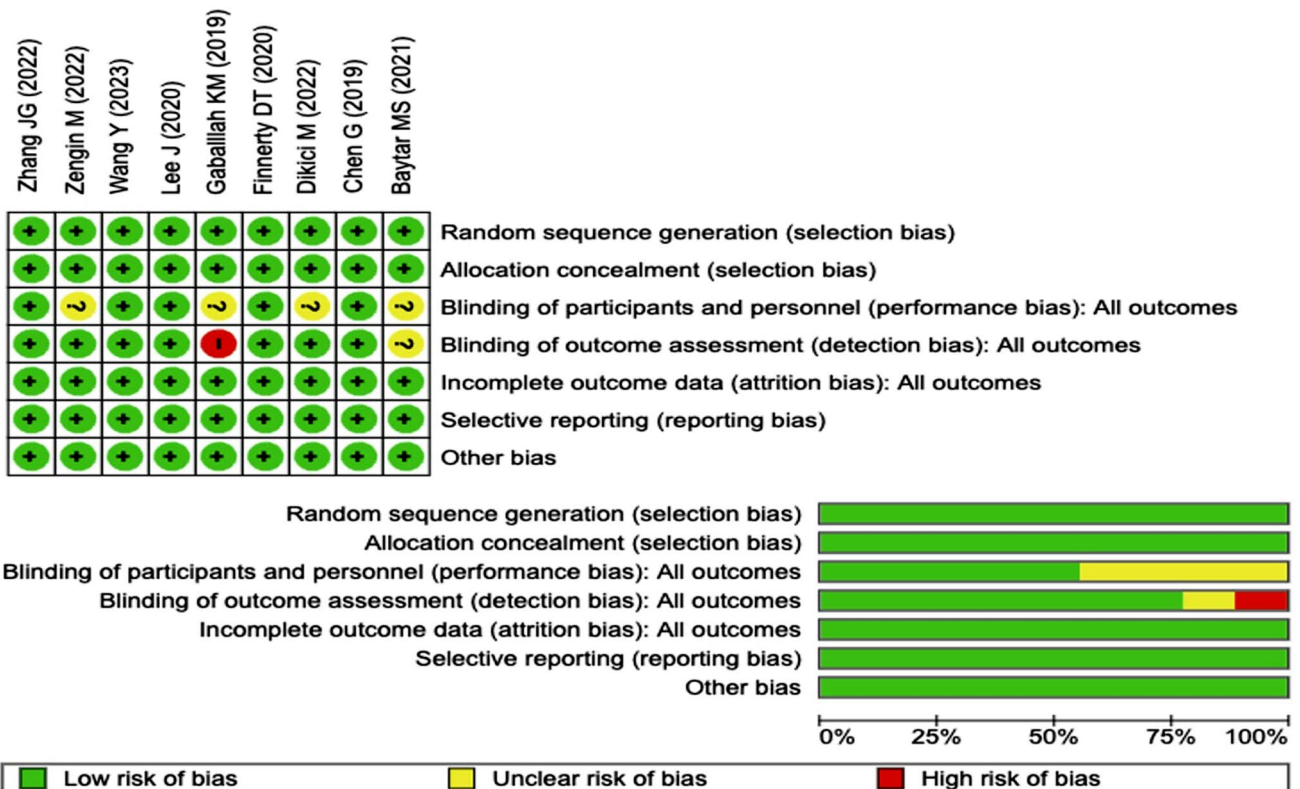 Zhang JG (2022)
Zengin M (2022)
Wang Y (2023)
Lee J (2020)
Gaballlah KM (2019)
Finnerty DT (2020)
Dikici M (2022)
Chen G (2019)
Baytar MS (2021)
+ + + + + + + + + Random sequence generation (selection bias)
+ + + + + + + + + Allocation concealment (selection bias)
+ ? + + ? + ? + ? Blinding of participants and personnel (performance bias): All outcomes
+ + + + - + + + ? Blinding of outcome assessment (detection bias): All outcomes
+ + + + + + + + + Incomplete outcome data (attrition bias): All outcomes
+ + + + + + + + + Selective reporting (reporting bias)
+ + + + + + + + + Other bias
Random sequence generation (selection bias)
Allocation concealment (selection bias)
Blinding of participants and personnel (performance bias): All outcomes
Blinding of outcome assessment (detection bias): All outcomes
Incomplete outcome data (attrition bias): All outcomes
Selective reporting (reporting bias)
Other bias
0% 25% 50% 75% 100%
Low risk of bias Unclear risk of bias High risk of bias